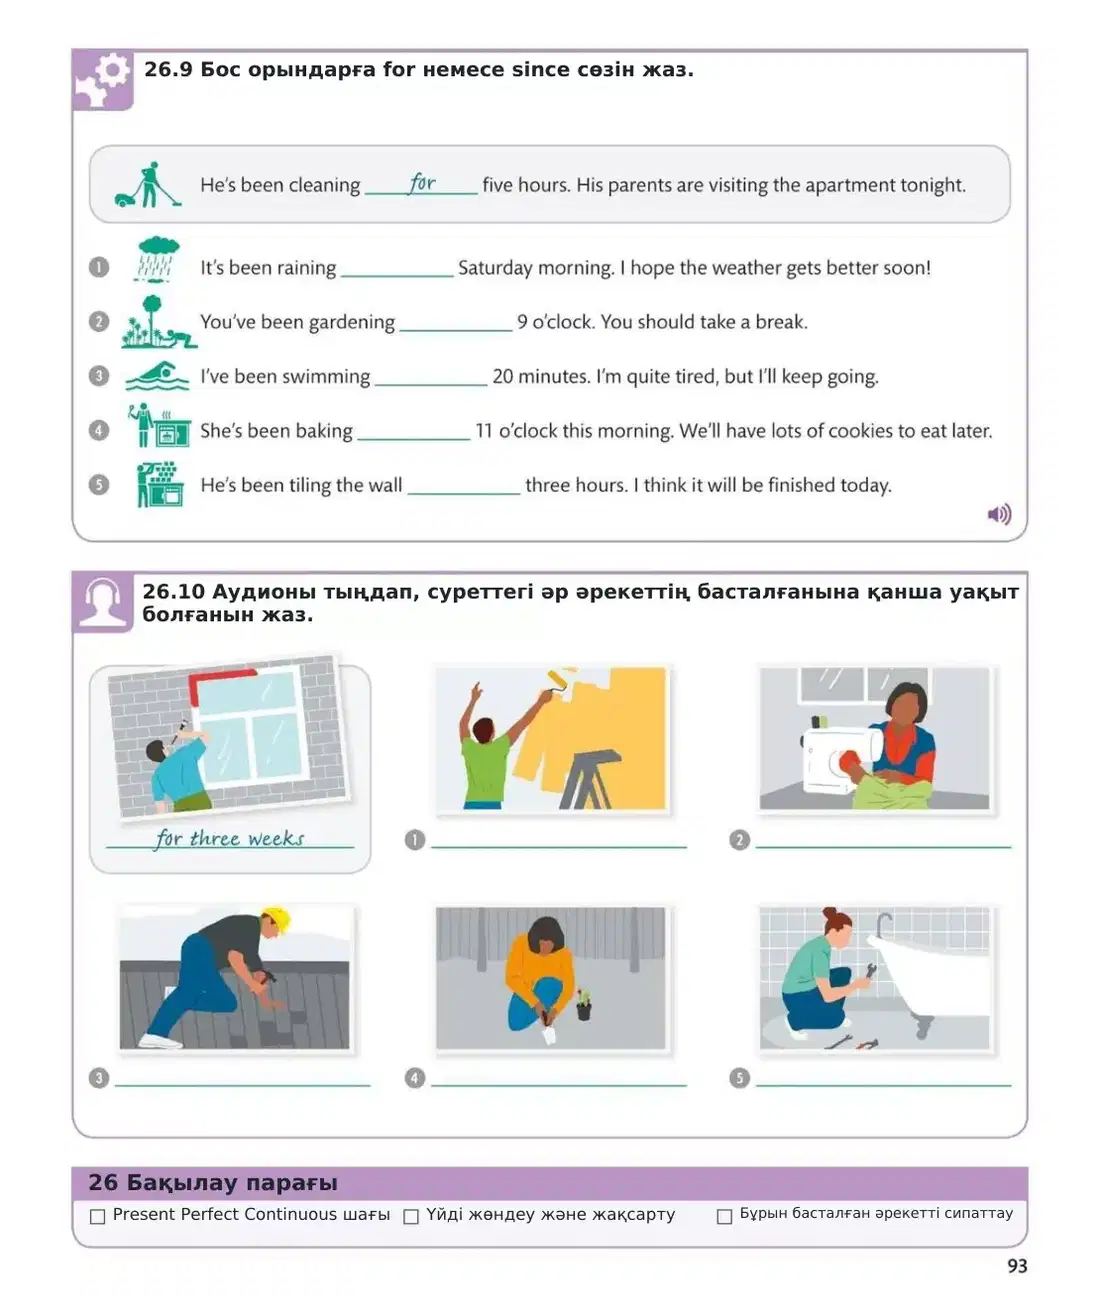 26.9 Бос орындарға for немесе since сөзін жаз.
He's been cleaning for five hours. His parents are visiting the apartment tonight.
1 It's been raining ____ Saturday morning. I hope the weather gets better soon!
2 You've been gardening ____ 9 o'clock. You should take a break.
3 I've been swimming ____ 20 minutes. I'm quite tired, but I'll keep going.
4 She's been baking ____ 11 o'clock this morning. We'll have lots of cookies to eat later.
5 He's been tiling the wall ____ three hours. I think it will be finished today.
26.10 Аудионы тыңдап, суреттегі әр әрекеттің басталғанына қанша уақыт
болғанын жаз.
for three weeks
1
2
3
4
5
26 Бақылау парағы
Present Perfect Continuous шағы
Үйді жөндеу және жақсарту
Бұрын басталған әрекетті сипаттау
93